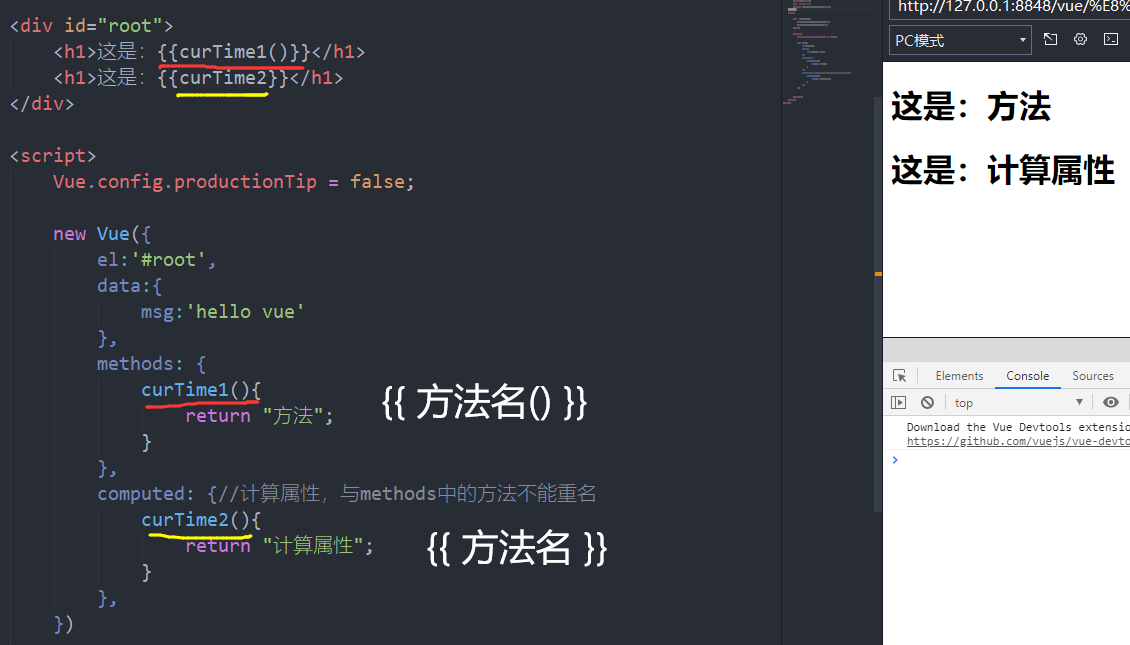 <div id="root">
<h1>这是：{{curTime1()}}</h1>
<h1>这是：{{curTime2}}</h1>
</div>
<script>
Vue.config.productionTip = false;
new Vue({
el:'#root',
data:{
msg:'hello vue'
},
methods: {
curTime1(){
return "方法";
}
},
computed: {//计算属性，与methods中的方法不能重名
curTime2(){
return "计算属性";
}
},
})
{{ 方法名() }}
{{ 方法名 }}
http://127.0.0.1:8848/vue/%E8%
PC模式
这是：方法
这是：计算属性
Elements Console Sources
top
Download the Vue Devtools extension
https://github.com/vuejs/vue-devto